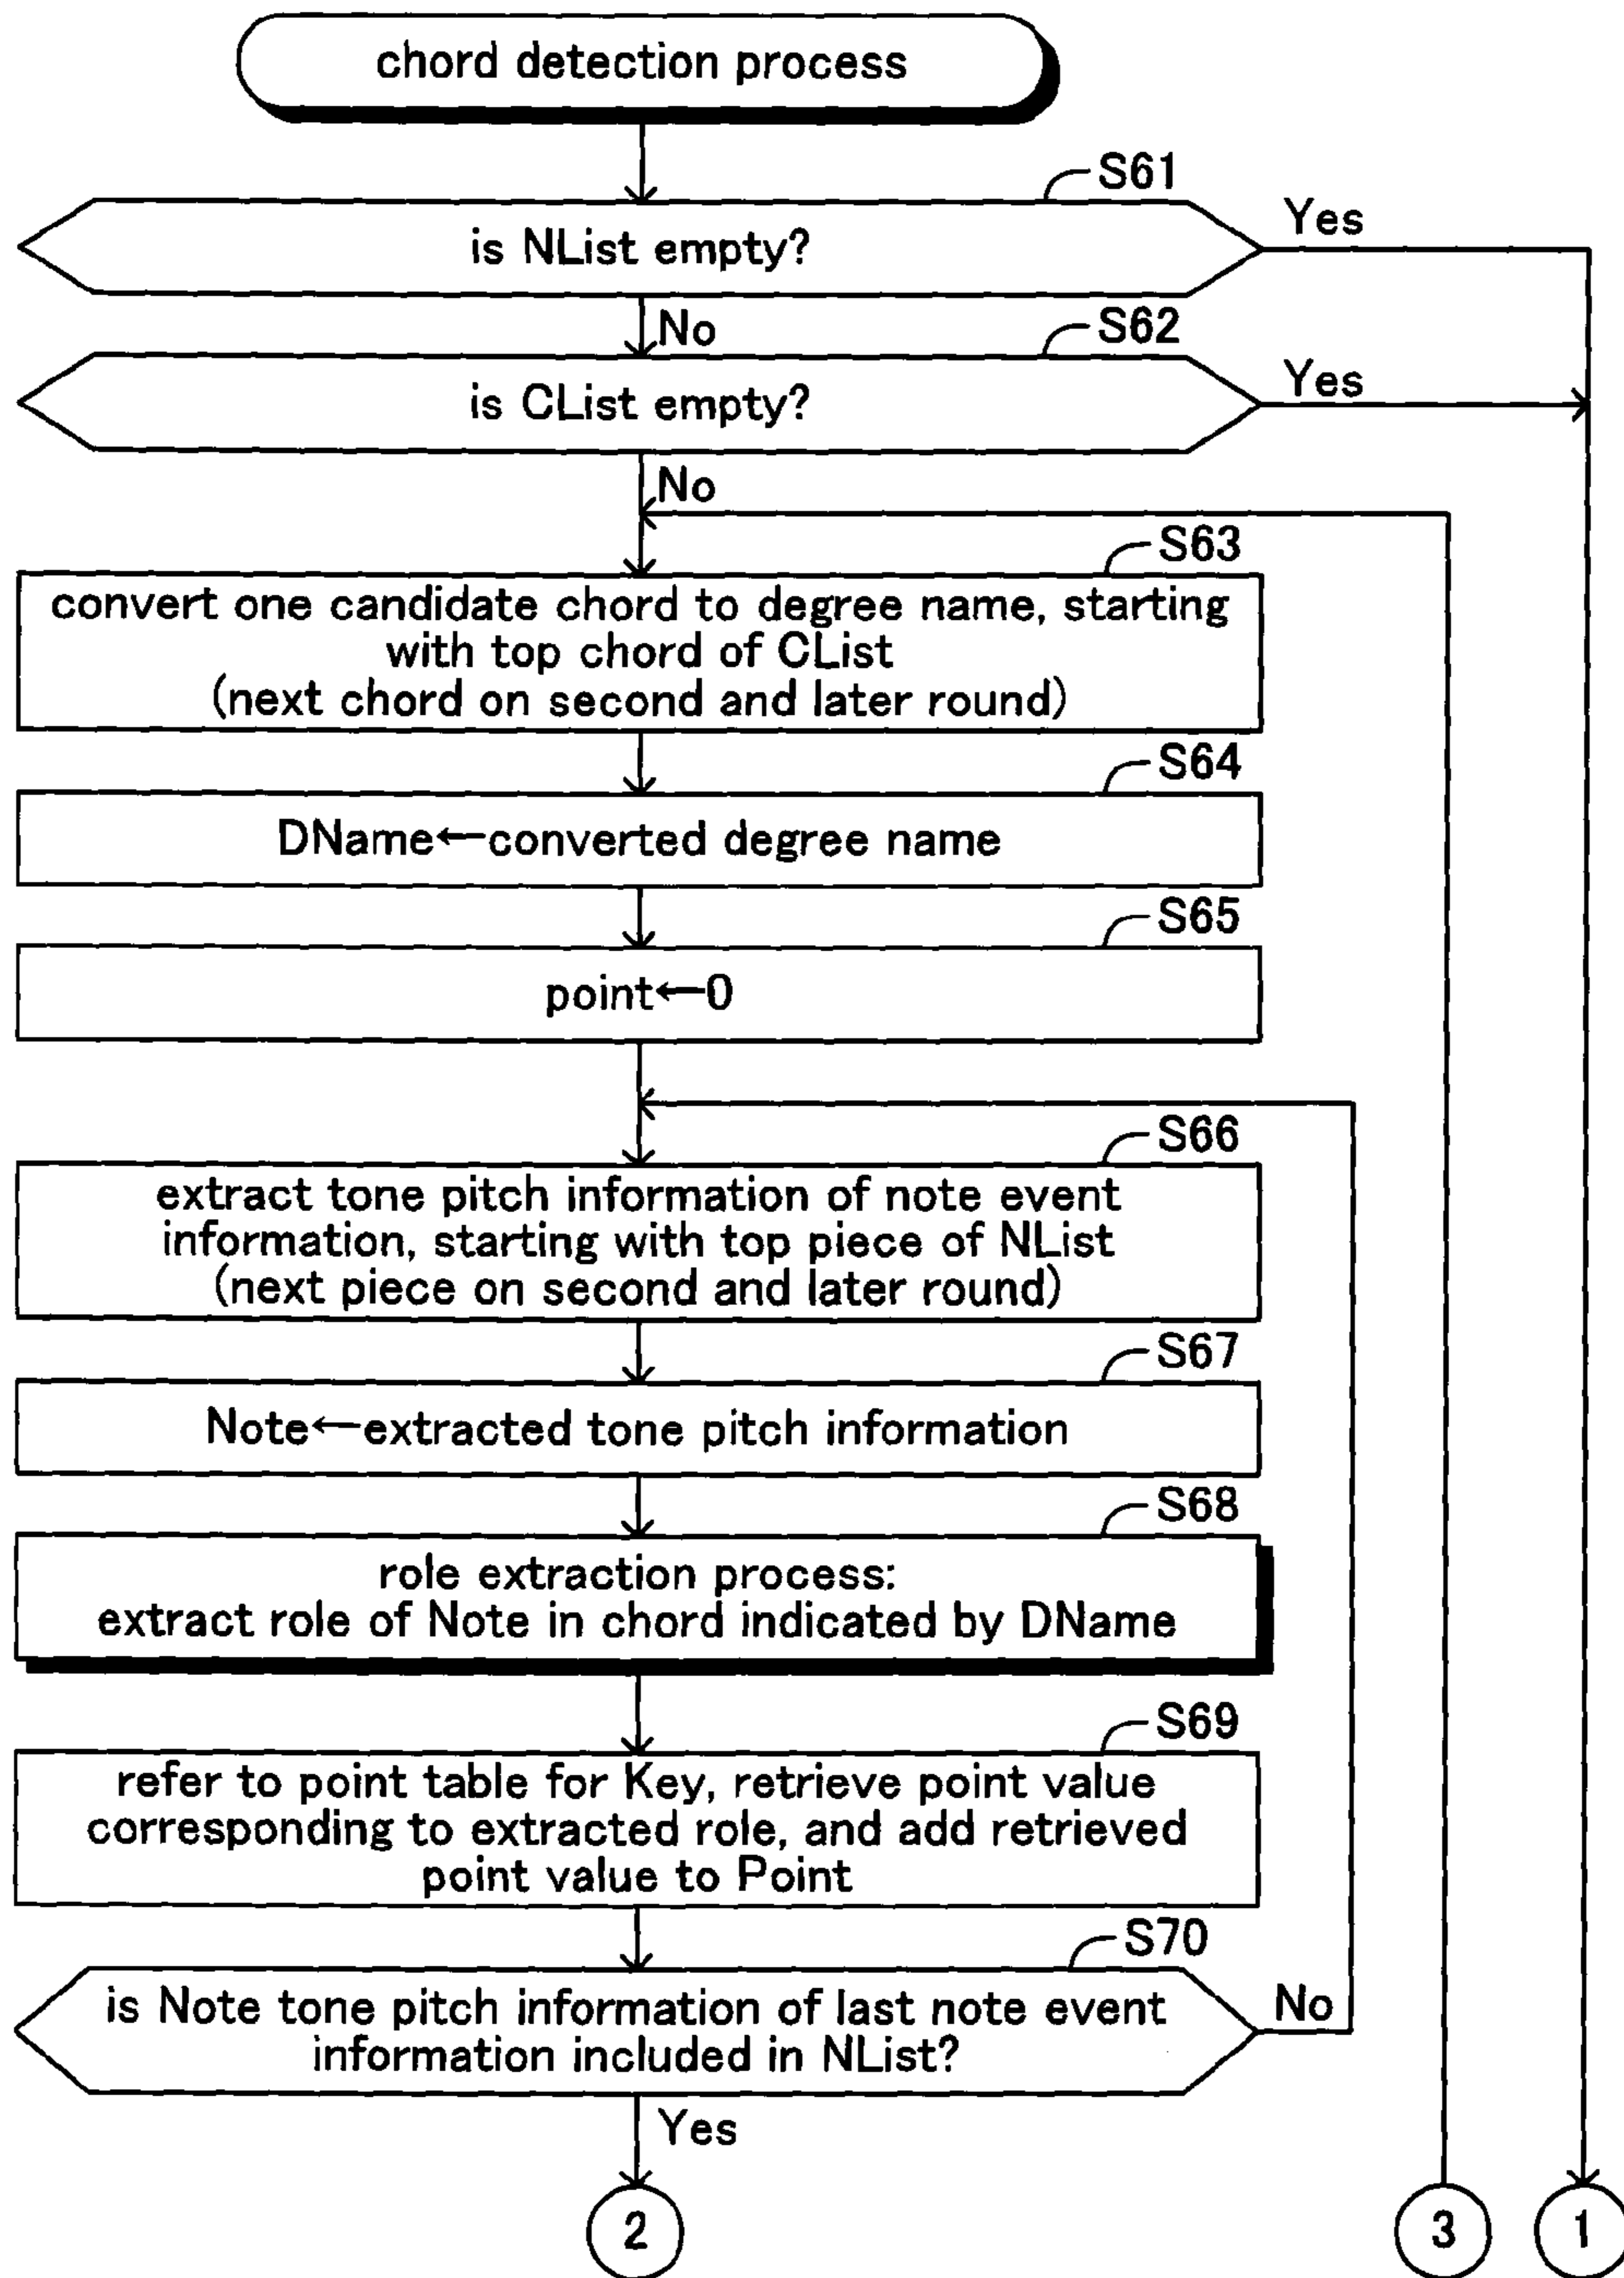 chord detection process
S61
Yes
is NList empty?
No
S62
Yes
is CList empty?
No
S63
convert one candidate chord to degree name, starting
with top chord of CList
(next chord on second and later round)
S64
DName←converted degree name
S65
point←0
S66
extract tone pitch information of note event
information, starting with top piece of NList
(next piece on second and later round)
S67
Note←extracted tone pitch information
S68
role extraction process:
extract role of Note in chord indicated by DName
S69
refer to point table for Key, retrieve point value
corresponding to extracted role, and add retrieved
point value to Point
S70
is Note tone pitch information of last note event
information included in NList?
No
Yes
2
3
1